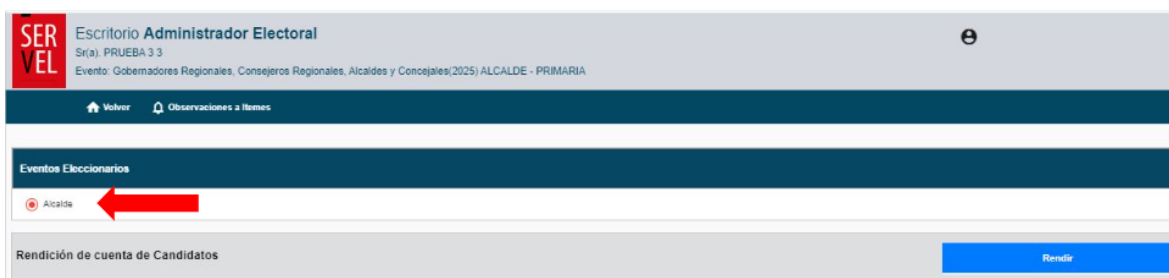 SER
VEL
Escritorio Administrador Electoral
Sr(a). PRUEBA 3 3
Evento: Gobernadores Regionales, Consejeros Regionales, Alcaldes y Concejales(2025) ALCALDE - PRIMARIA
Volver Observaciones a Itemes
Eventos Eleccionarios
Alcalde
Rendición de cuenta de Candidatos Rendir